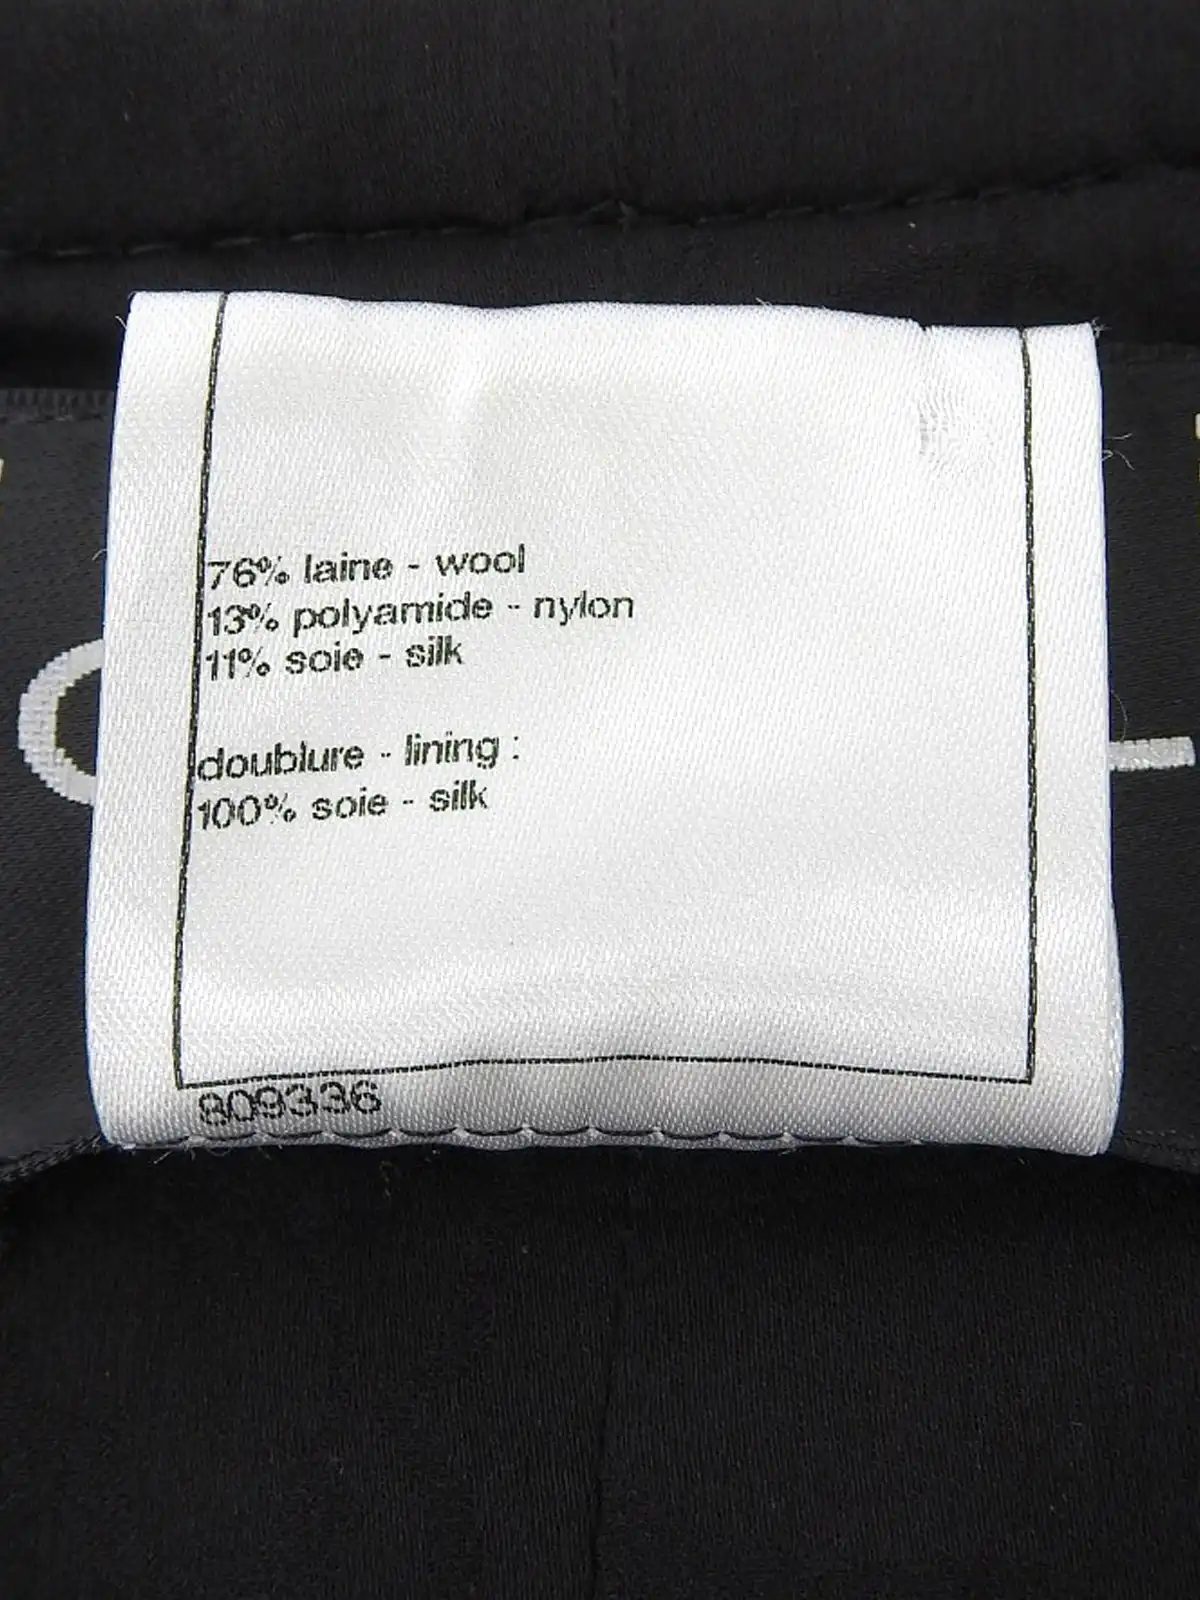 76% laine - wool
13% polyamide - nylon
11% soie - silk
doublure - lining :
100% soie - silk
809336